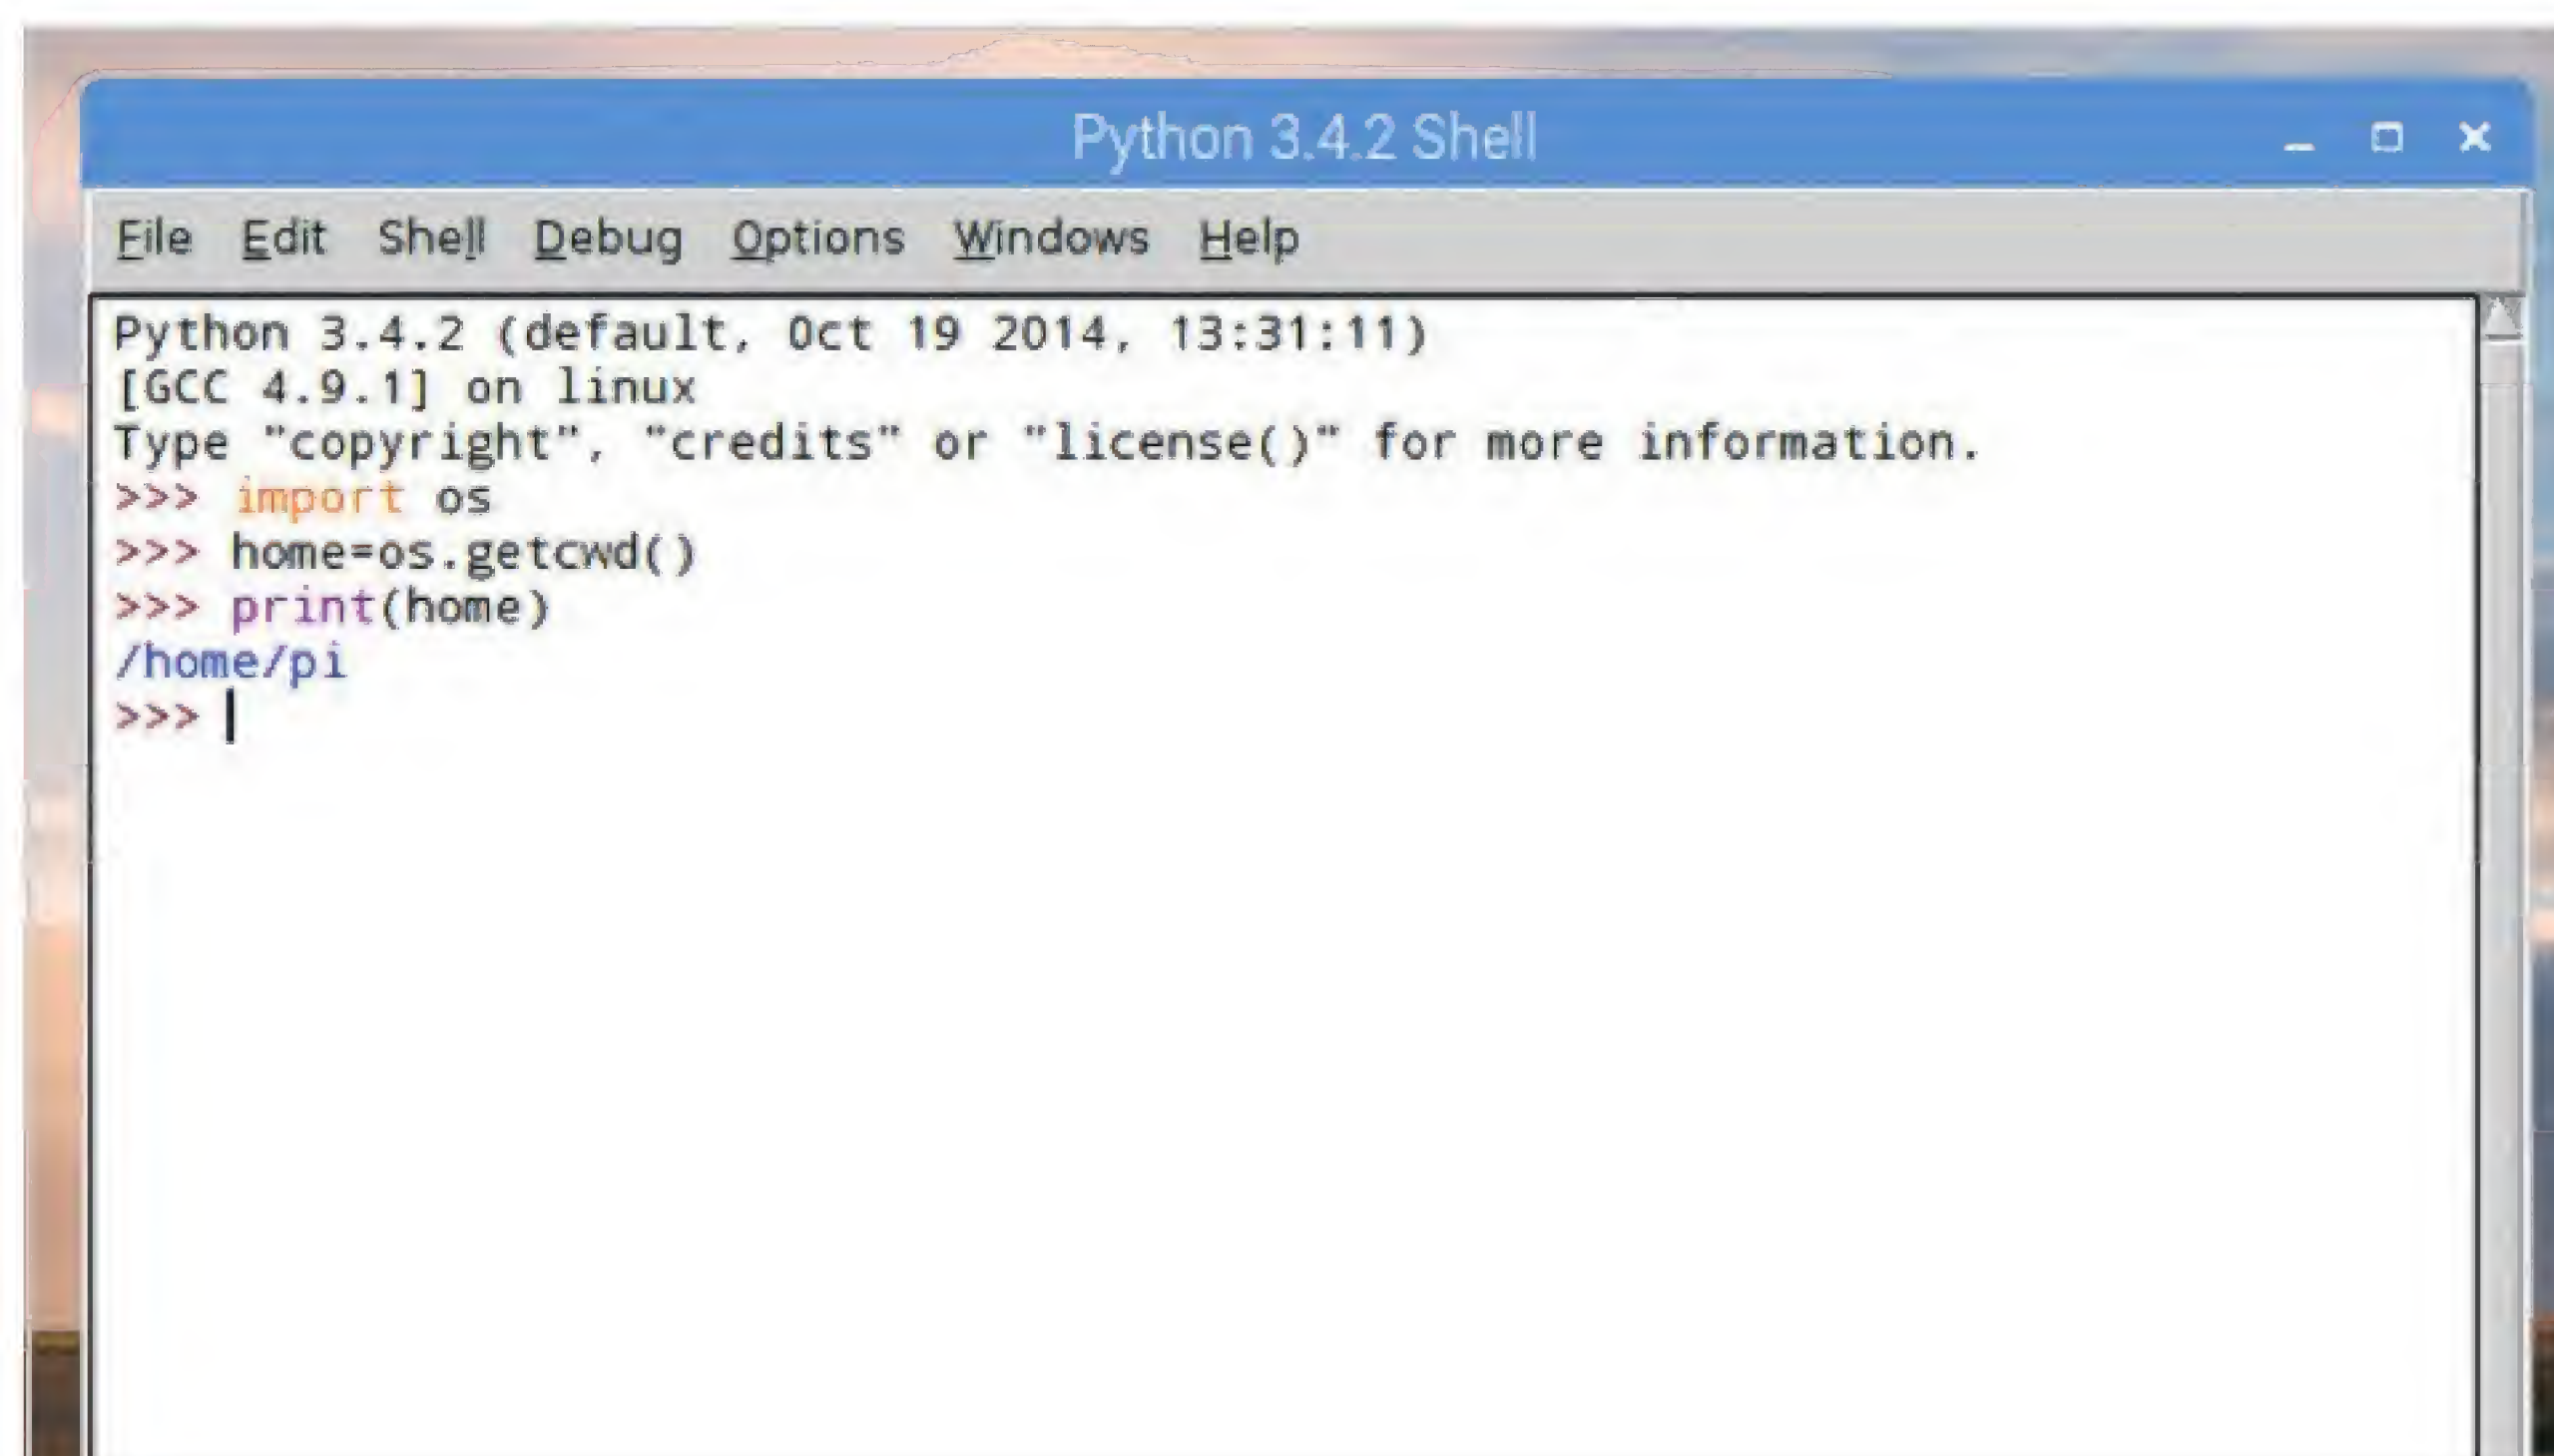 Python 3.4.2 Shell
File Edit Shell Debug Options Windows Help
Python 3.4.2 (default, Oct 19 2014, 13:31:11)
[GCC 4.9.1] on linux
Type "copyright", "credits" or "license()" for more information.
>>> import os
>>> home=os.getcwd()
>>> print(home)
/home/pi
>>>